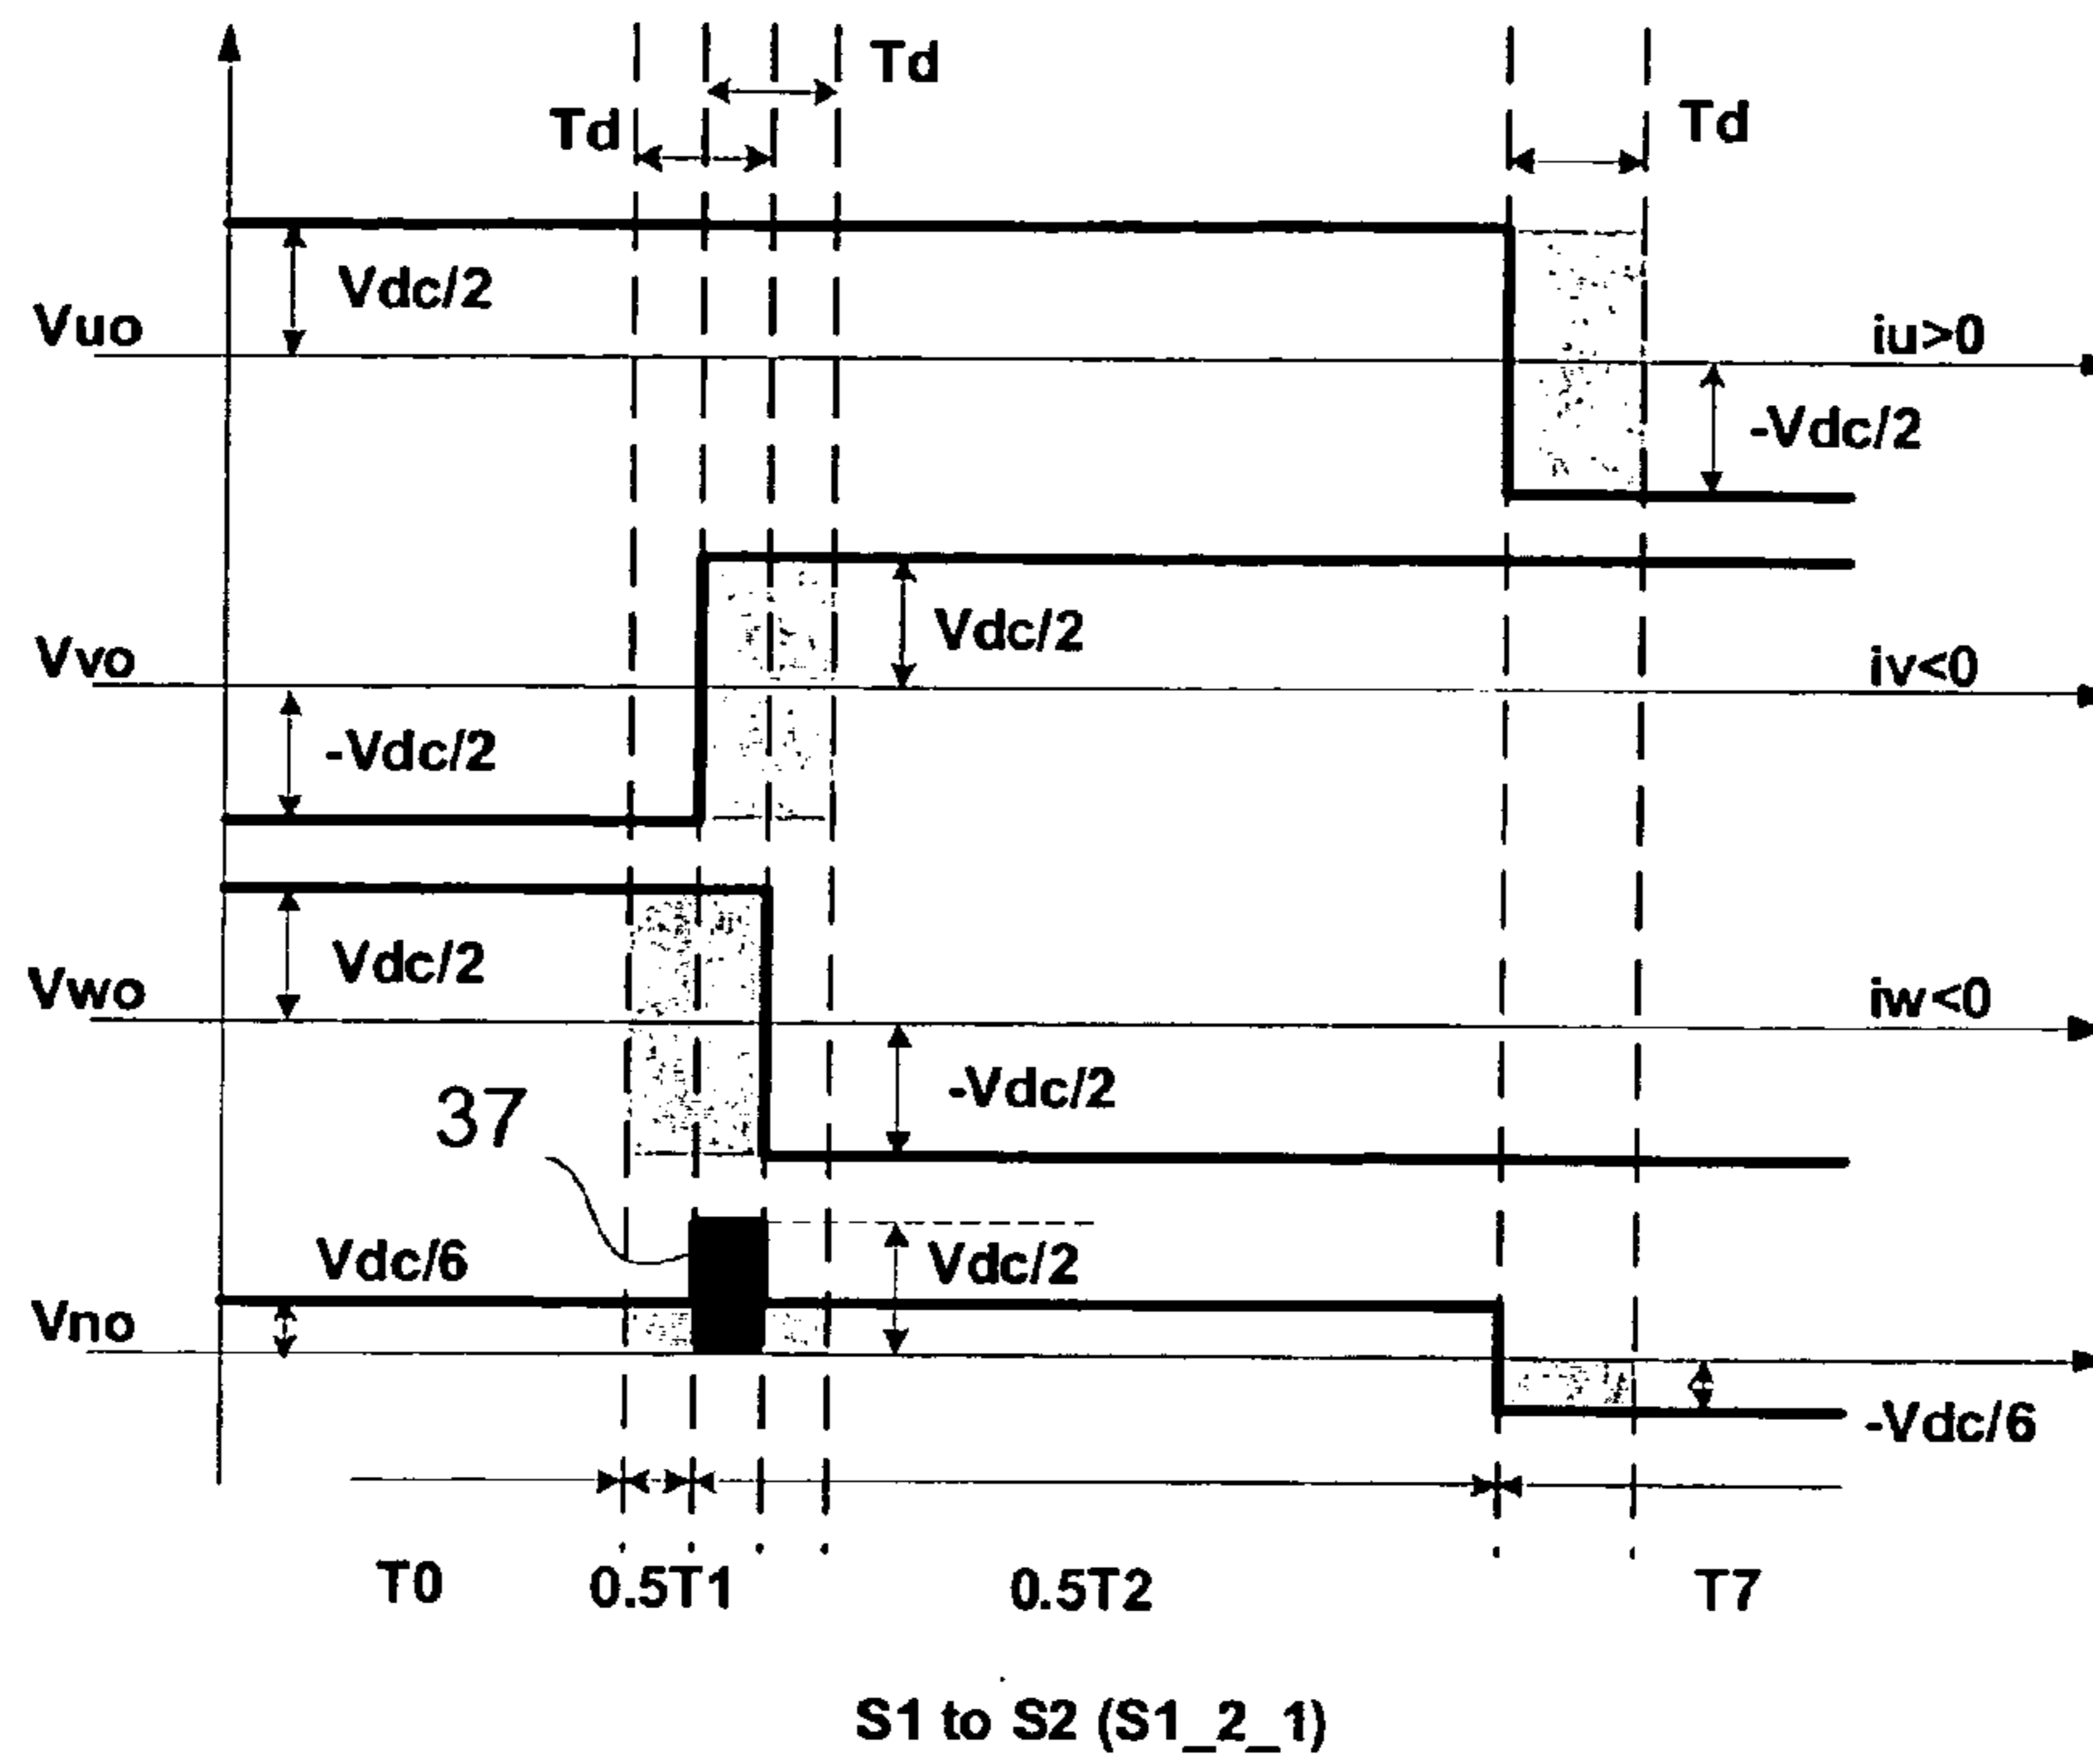 Td
Td
Td
Vdc/2
Vuo
iu>0
-Vdc/2
Vdc/2
Vvo
iv<0
-Vdc/2
Vdc/2
Vwo
iw<0
-Vdc/2
37
Vdc/6
Vdc/2
Vno
-Vdc/6
T0 0.5T1 0.5T2 T7
S1 to S2 (S1_2_1)